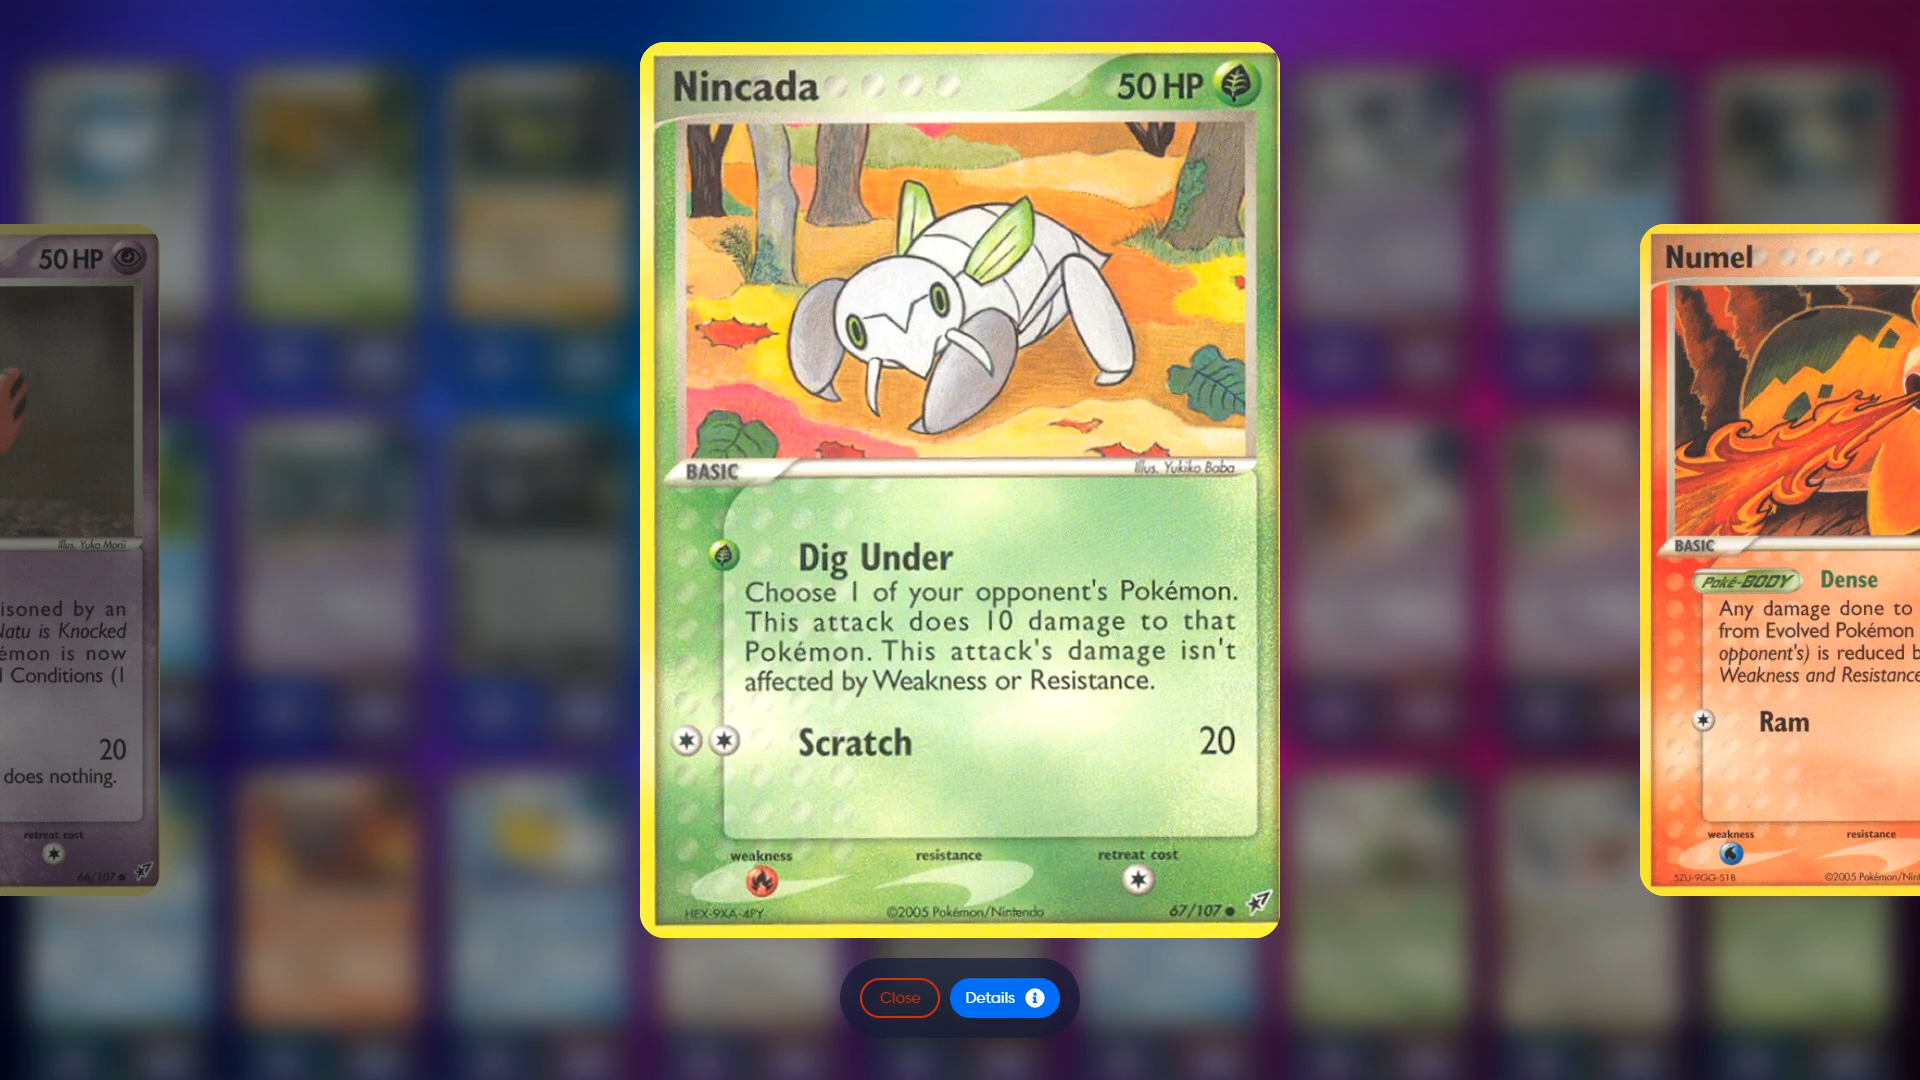 50 HP
Illus. Yuka Morii
isoned by an
Natu is Knocked
émon is now
l Conditions (1
20
does nothing.
retreat cost
66/107
Nincada
50 HP
BASIC
Illus. Yukiko Baba
Dig Under
Choose 1 of your opponent's Pokémon.
This attack does 10 damage to that
Pokémon. This attack's damage isn't
affected by Weakness or Resistance.
Scratch 20
weakness resistance retreat cost
HEX-9XA-4PY ©2005 Pokémon/Nintendo 67/107
Numel
BASIC
Poké-BODY Dense
Any damage done to
from Evolved Pokémon
opponent's) is reduced b
Weakness and Resistance
Ram
weakness resistance
5ZU-9GG-S1B ©2005 Pokémon/Nin
Close
Details